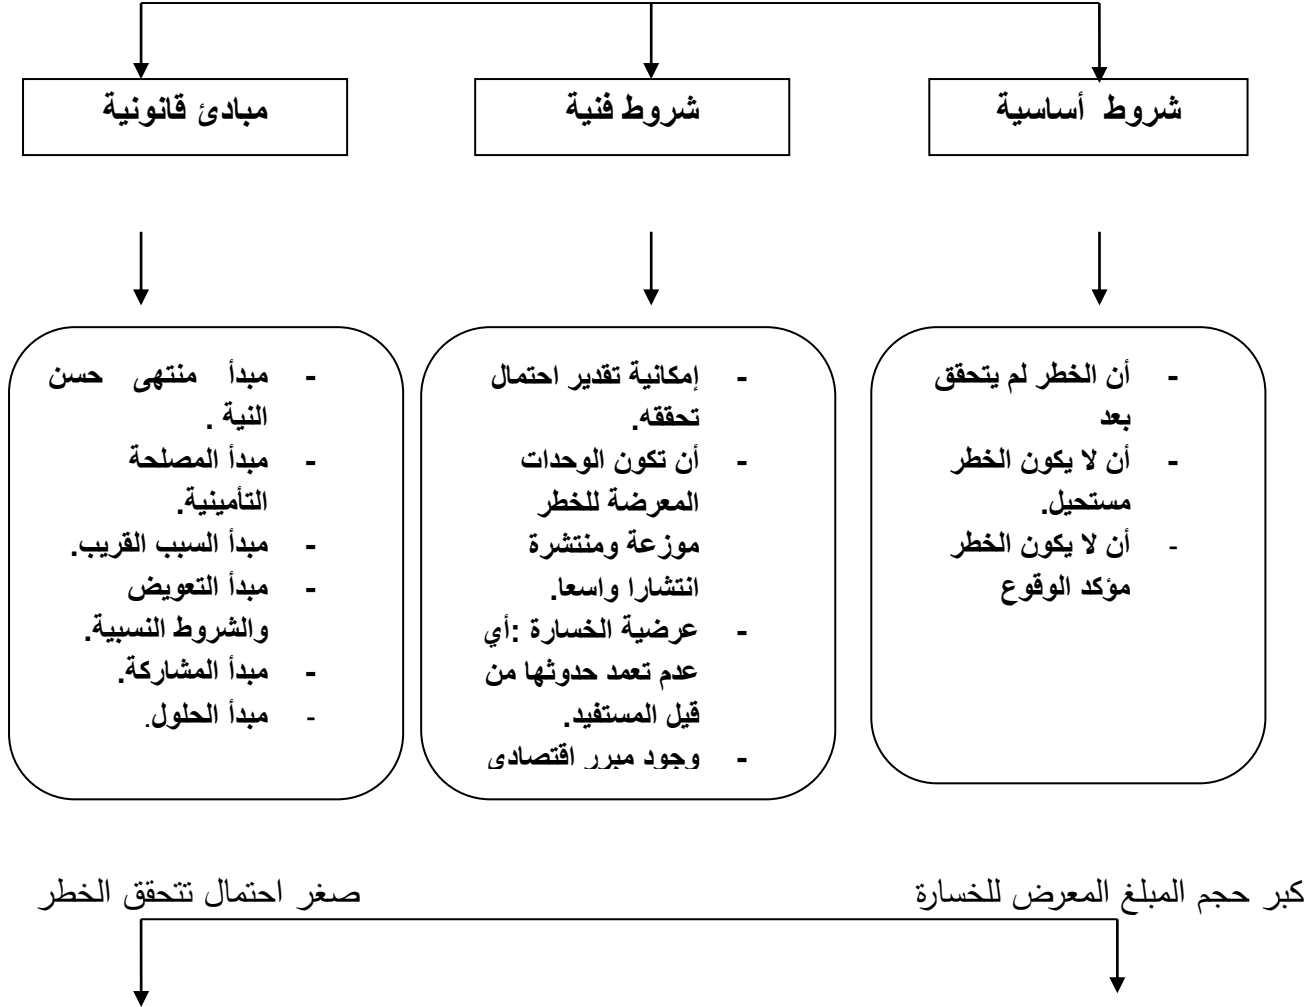 شروط أساسية
شروط فنية
مبادئ قانونية
- أن الخطر لم يتحقق
بعد
- أن لا يكون الخطر
مستحيل.
- أن لا يكون الخطر
مؤكد الوقوع
- إمكانية تقدير احتمال
تحققه.
- أن تكون الوحدات
المعرضة للخطر
موزعة ومنتشرة
انتشارا واسعا.
- عرضية الخسارة :أي
عدم تعمد حدوثها من
قيل المستفيد.
- وجود مبرر اقتصادي
- مبدأ منتهى حسن
النية .
- مبدأ المصلحة
التأمينية.
- مبدأ السبب القريب.
- مبدأ التعويض
والشروط النسبية.
- مبدأ المشاركة.
- مبدأ الحلول.
كبر حجم المبلغ المعرض للخسارة
صغر احتمال تتحقق الخطر